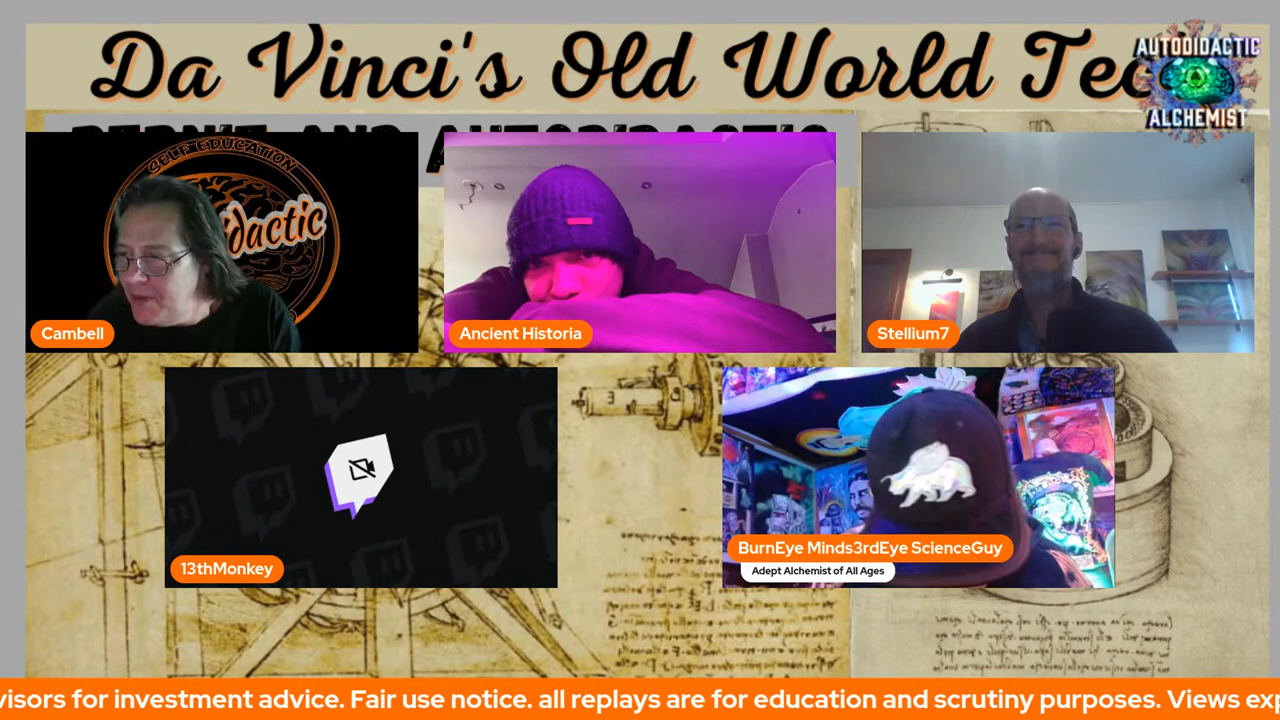 Da Vinci's Old World Tec
AUTODIDACTIC
ALCHEMIST
SELF EDUCATION
didactic
Cambell
Ancient Historia
Stellium7
13thMonkey
BurnEye Minds3rdEye ScienceGuy
Adept Alchemist of All Ages
visors for investment advice. Fair use notice. all replays are for education and scrutiny purposes. Views exp